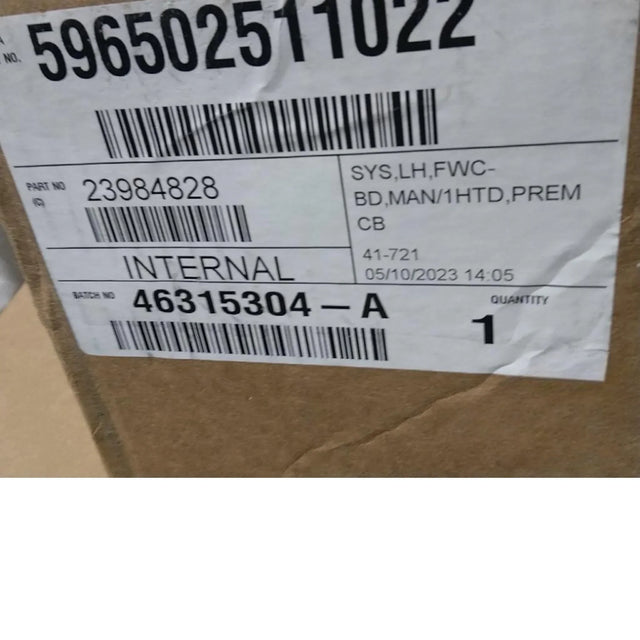 596502511022
NO.
PART NO
(C)
23984828
SYS,LH,FWC-
BD,MAN/1HTD,PREM
CB
INTERNAL
41-721
05/10/2023 14:05
BATCH NO
46315304-A
QUANTITY
1